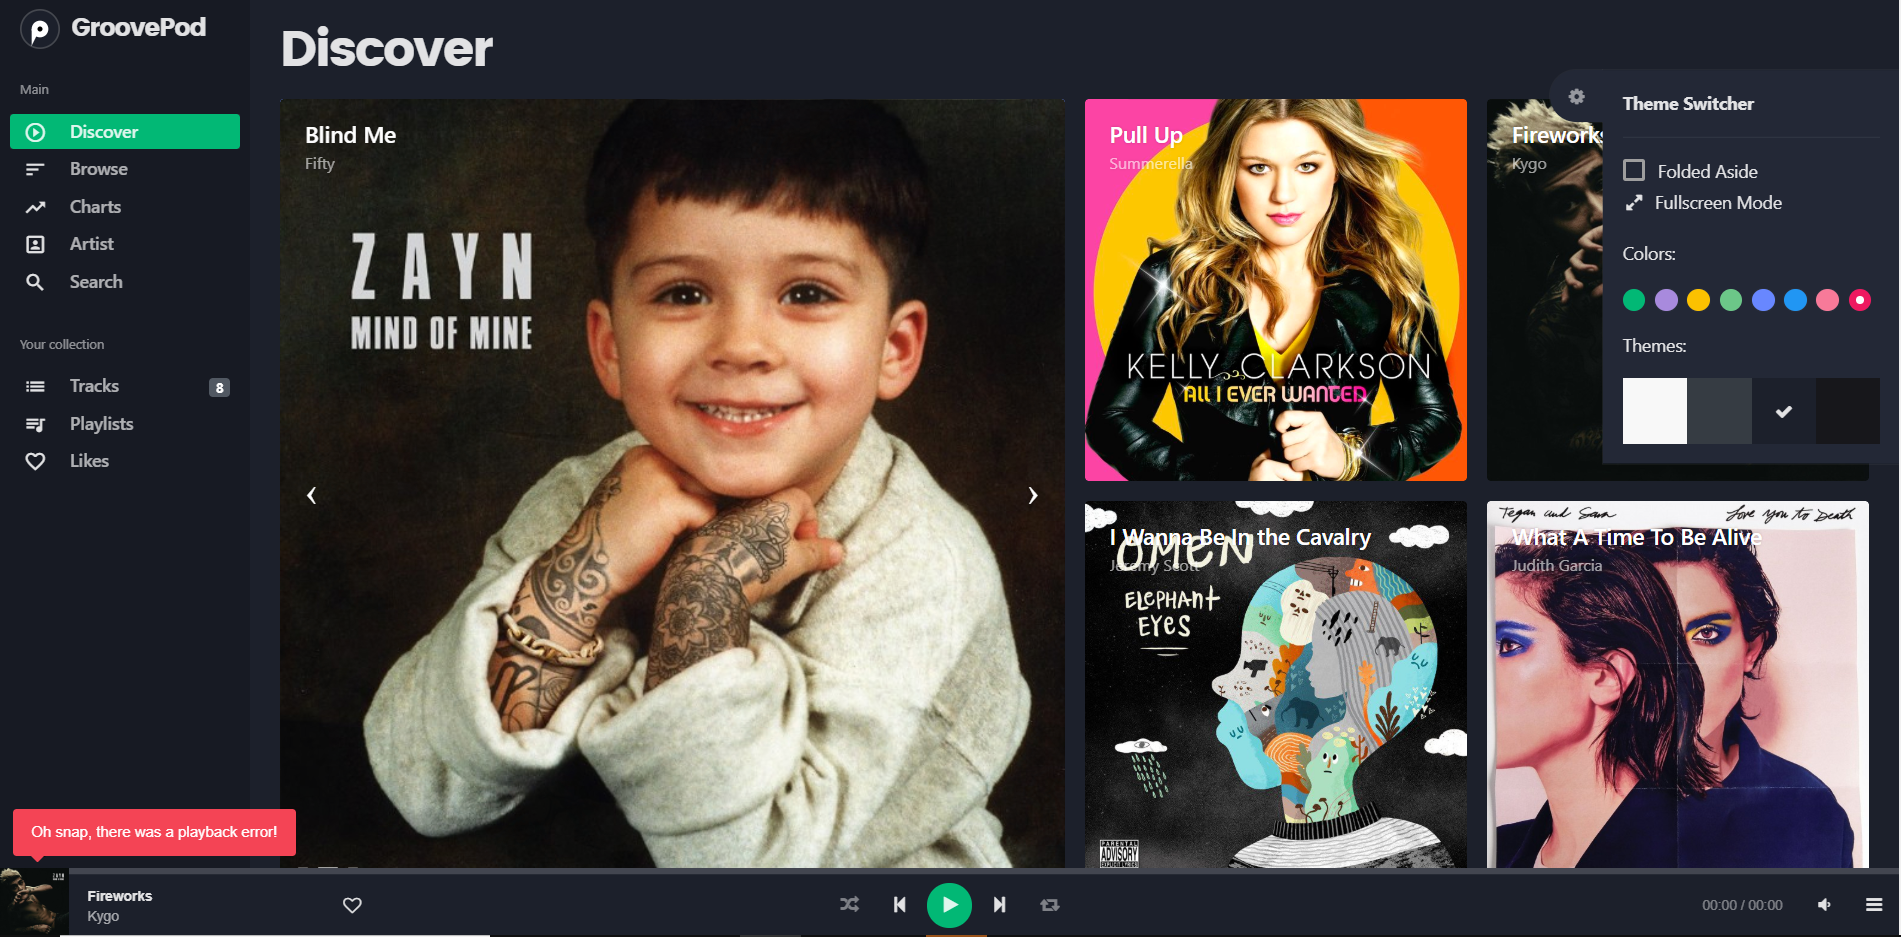 GroovePod
Main
Discover
Browse
Charts
Artist
Search
Your collection
Tracks
8
Playlists
Likes
Discover
Blind Me
Fifty
ZAYN
MIND OF MINE
Pull Up
Summerella
KELLY CLARKSON
ALL I EVER WANTED
Fireworks
Kygo
Theme Switcher
Folded Aside
Fullscreen Mode
Colors:
Themes:
I Wanna Be In the Cavalry
Jeremy Scott
OMEN
ELEPHANT
EYES
PARENTAL
ADVISORY
EXPLICIT LYRICS
Tegan and Sara
Love you to Death
What A Time To Be Alive
Judith Garcia
Oh snap, there was a playback error!
ZAYN
Fireworks
Kygo
00:00 / 00:00